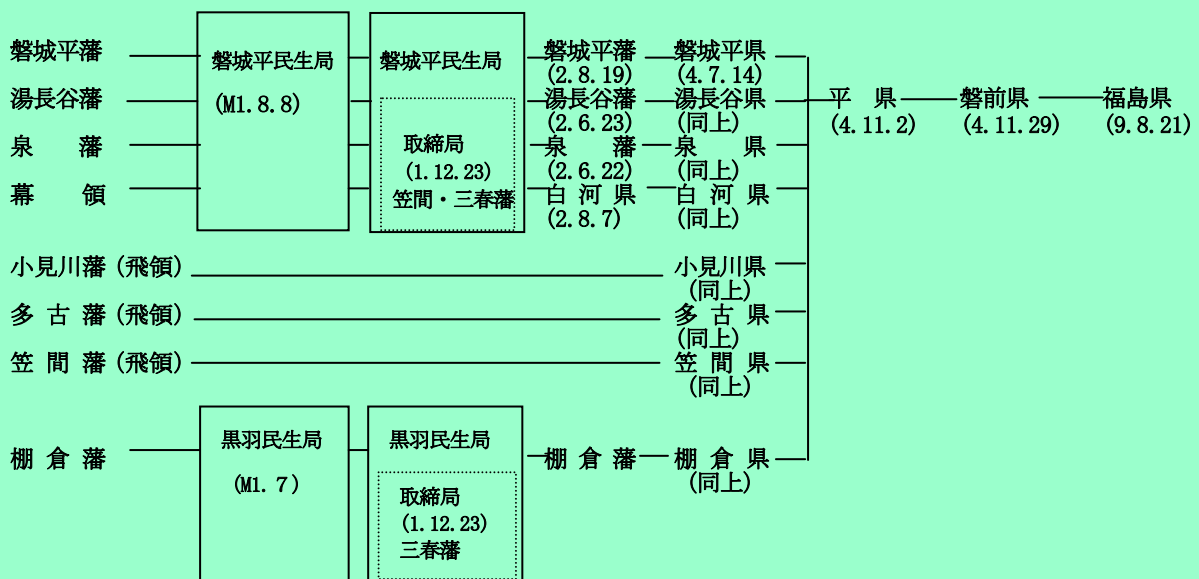 磐城平藩 磐城平民生局 磐城平民生局 磐城平藩 磐城平県
(M1.8.8) (2.8.19) (4.7.14)
湯長谷藩 湯長谷藩 湯長谷県 平 県 磐前県 福島県
(2.6.23) (同上) (4.11.2) (4.11.29) (9.8.21)
泉 藩 取締局 泉 藩 泉 県
(1.12.23) (2.6.22) (同上)
幕 領 笠間・三春藩 白 河 県 白 河 県
(2.8.7) (同上)
小見川藩 (飛領) 小見川県
(同上)
多 古 藩 (飛領) 多 古 県
(同上)
笠 間 藩 (飛領) 笠 間 県
(同上)
黒羽民生局 黒羽民生局
棚 倉 藩 棚 倉 藩 棚 倉 県
(M1. 7) (同上)
取締局
(1.12.23)
三春藩